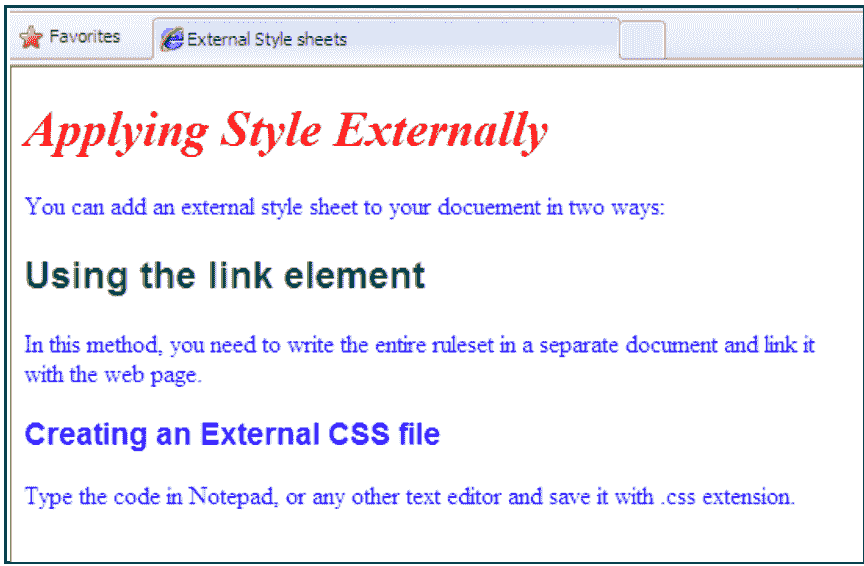 Favorites
External Style sheets
Applying Style Externally
You can add an external style sheet to your docuement in two ways:
Using the link element
In this method, you need to write the entire ruleset in a separate document and link it
with the web page.
Creating an External CSS file
Type the code in Notepad, or any other text editor and save it with .css extension.